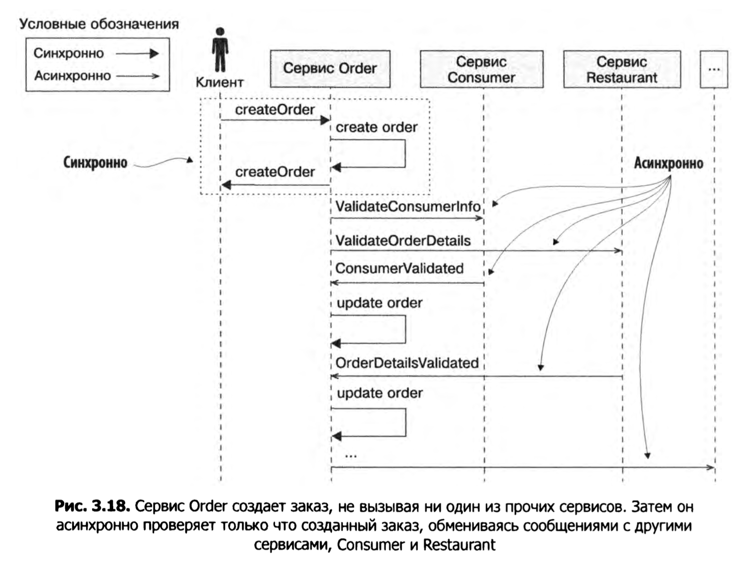 Условные обозначения
Синхронно
Асинхронно
Клиент
Сервис Order
Сервис
Consumer
Сервис
Restaurant
...
createOrder
create order
Синхронно
createOrder
Асинхронно
ValidateConsumerInfo
ValidateOrderDetails
ConsumerValidated
update order
OrderDetailsValidated
update order
...
Рис. 3.18. Сервис Order создает заказ, не вызывая ни один из прочих сервисов. Затем он
асинхронно проверяет только что созданный заказ, обмениваясь сообщениями с другими
сервисами, Consumer и Restaurant